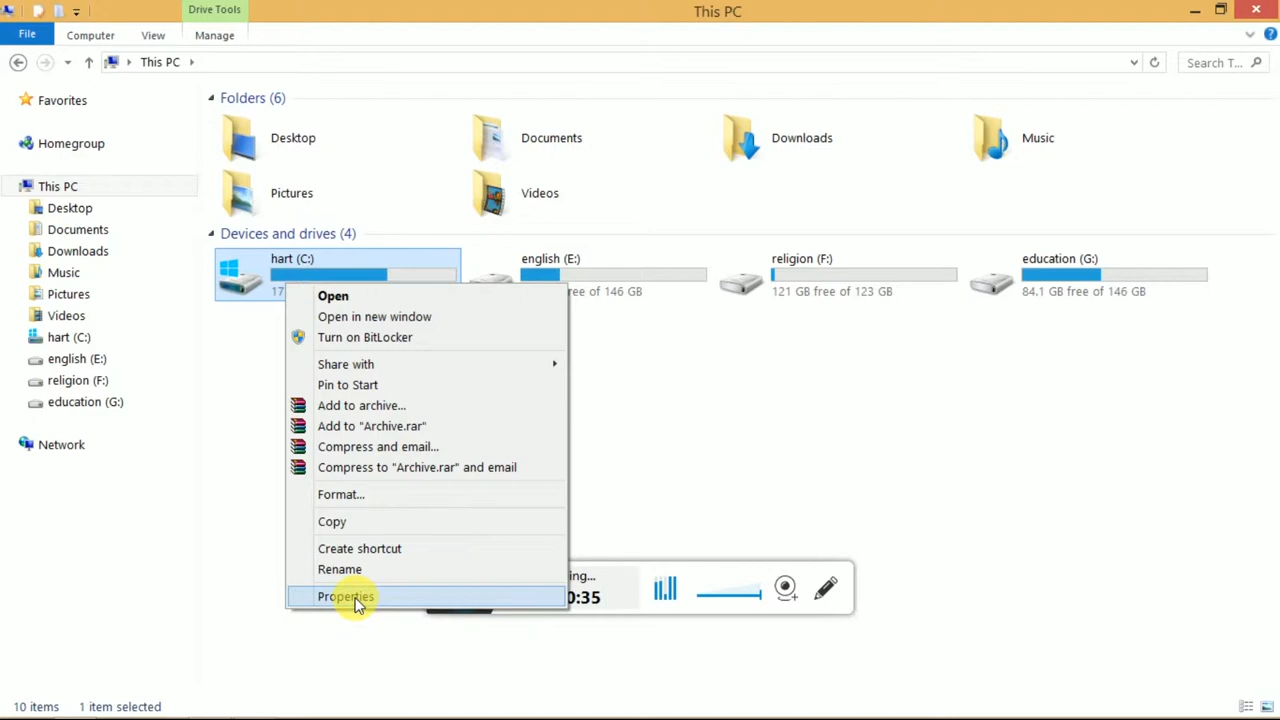 Drive Tools
This PC
File
Computer
View
Manage
This PC
Search T...
Favorites
Homegroup
This PC
Desktop
Documents
Downloads
Music
Pictures
Videos
hart (C:)
english (E:)
religion (F:)
education (G:)
Network
Folders (6)
Desktop
Documents
Downloads
Music
Pictures
Videos
Devices and drives (4)
hart (C:)
17
english (E:)
ree of 146 GB
religion (F:)
121 GB free of 123 GB
education (G:)
84.1 GB free of 146 GB
Open
Open in new window
Turn on BitLocker
Share with
Pin to Start
Add to archive...
Add to "Archive.rar"
Compress and email...
Compress to "Archive.rar" and email
Format...
Copy
Create shortcut
Rename
Properties
ing...
0:35
10 items
1 item selected